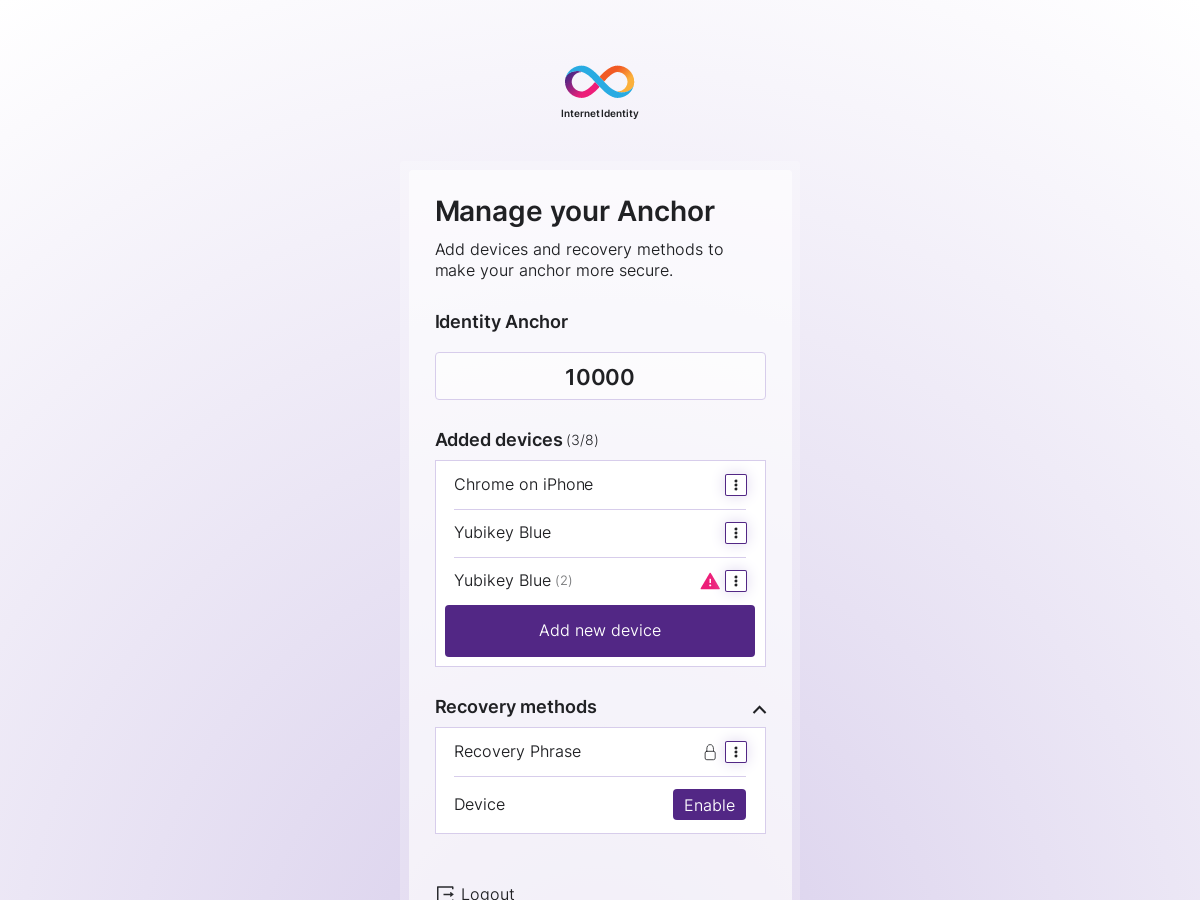 Internet Identity
Manage your Anchor
Add devices and recovery methods to
make your anchor more secure.
Identity Anchor
10000
Added devices (3/8)
Chrome on iPhone
Yubikey Blue
Yubikey Blue (2)
Add new device
Recovery methods
Recovery Phrase
Device
Enable
Logout